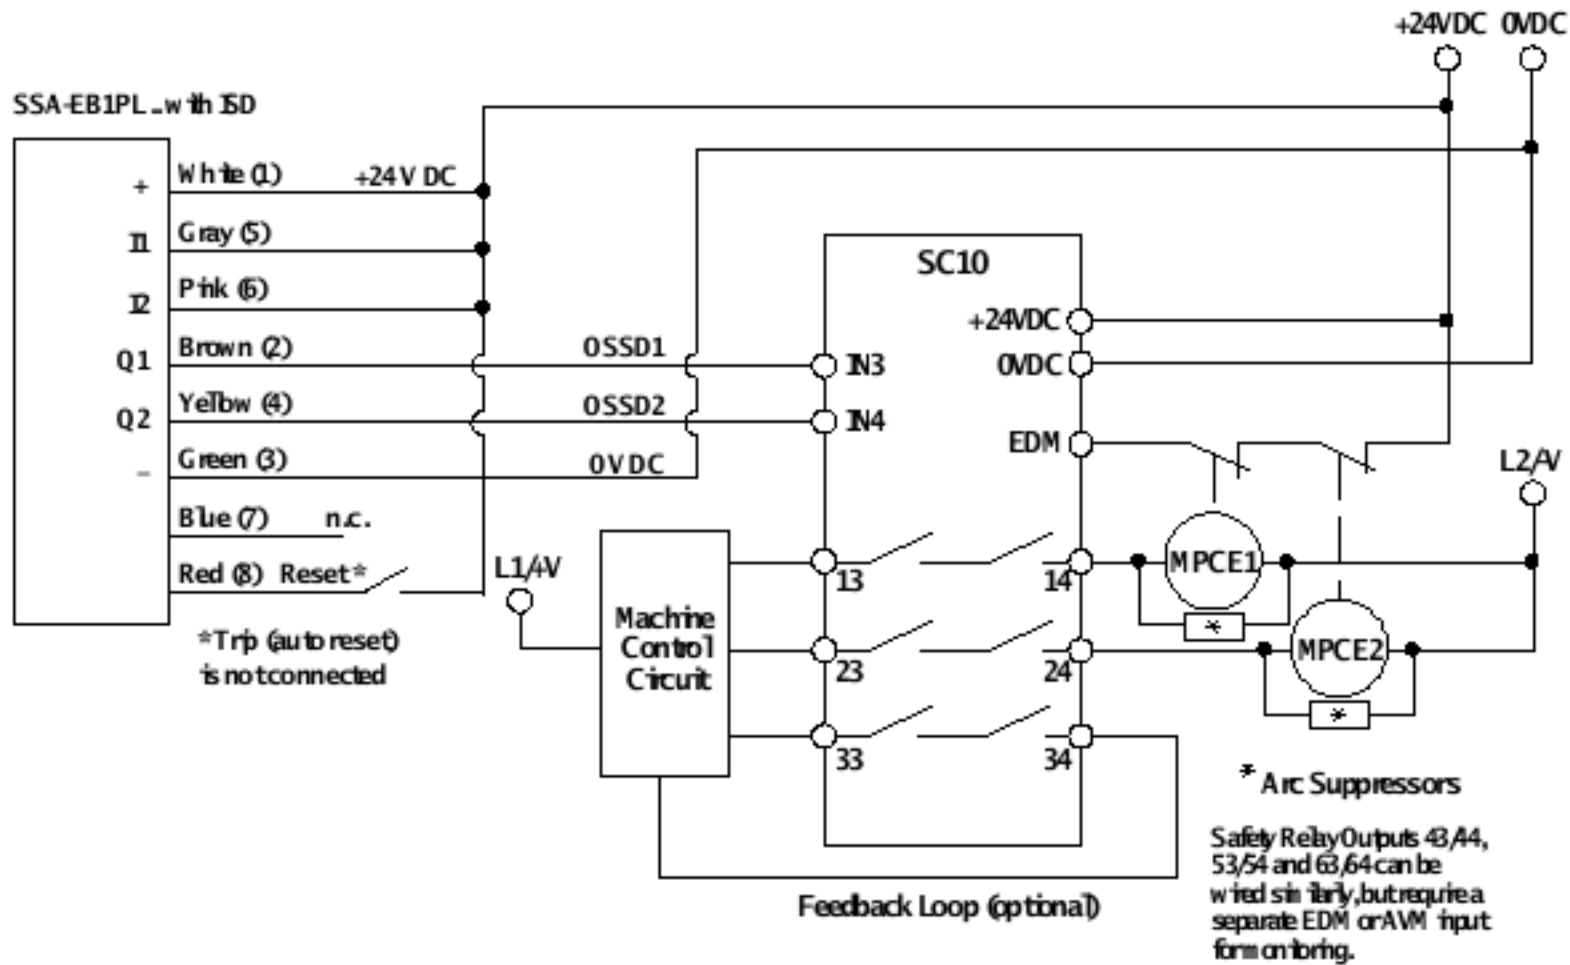 +24VDC 0VDC
SSA-EB1PL..with ISD
+ White (1) +24V DC
I1 Gray (5)
I2 Pink (6)
Q1 Brown (2) OSSD1
Q2 Yellow (4) OSSD2
– Green (3) 0V DC
Blue (7) n.c.
Red (8) Reset*
*Trip (auto reset)
is not connected
SC10
+24VDC
0VDC
IN3
IN4
EDM
L2/-V
L1/+V
Machine
Control
Circuit
13 14
23 24
33 34
MPCE1
*
MPCE2
*
* Arc Suppressors
Safety Relay Outputs 43/44,
53/54 and 63/64 can be
wired similarly, but require a
separate EDM or AVM input
for monitoring.
Feedback Loop (optional)